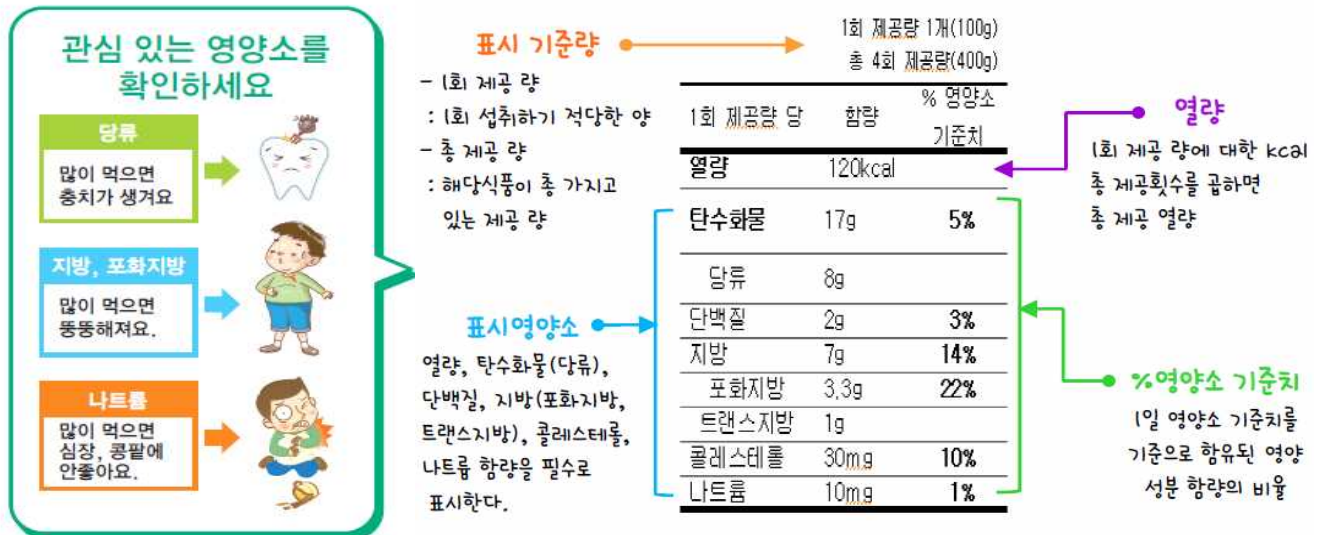 관심 있는 영양소를
확인하세요
당류
많이 먹으면
충치가 생겨요
지방, 포화지방
많이 먹으면
뚱뚱해져요.
나트륨
많이 먹으면
심장, 콩팥에
안좋아요.
표시 기준량
- 1회 제공 량
: 1회 섭취하기 적당한 양
- 총 제공 량
: 해당식품이 총 가지고
있는 제공 량
표시영양소
열량, 탄수화물(당류),
단백질, 지방(포화지방,
트랜스지방), 콜레스테롤,
나트륨 함량을 필수로
표시한다.
1회 제공량 1개(100g)
총 4회 제공량(400g)
1회 제공량 당 함량 % 영양소
기준치
열량 120kcal
탄수화물 17g 5%
당류 8g
단백질 2g 3%
지방 7g 14%
포화지방 3,3g 22%
트랜스지방 1g
콜레스테롤 30mg 10%
나트륨 10mg 1%
열량
1회 제공 량에 대한 kcal
총 제공횟수를 곱하면
총 제공 열량
%영양소 기준치
1일 영양소 기준치를
기준으로 함유된 영양
성분 함량의 비율